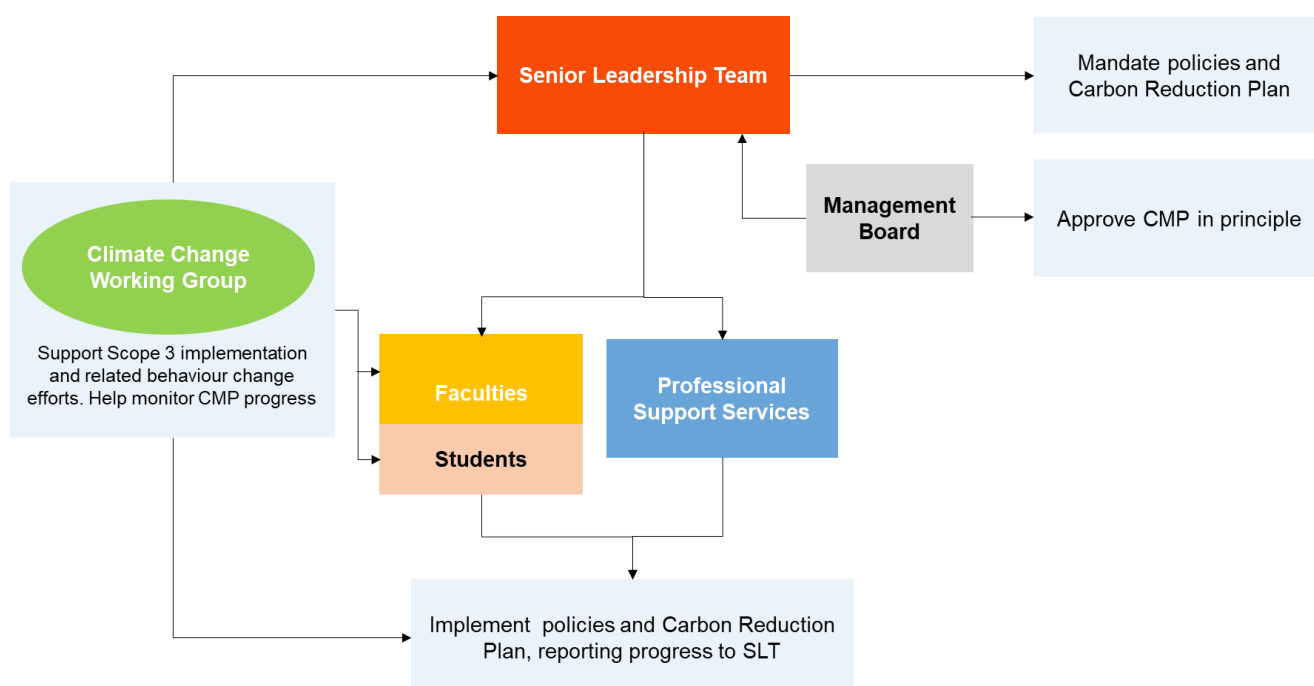 Senior Leadership Team
Mandate policies and
Carbon Reduction Plan
Management
Board
Approve CMP in principle
Climate Change
Working Group
Support Scope 3 implementation
and related behaviour change
efforts. Help monitor CMP progress
Faculties
Students
Professional
Support Services
Implement policies and Carbon Reduction
Plan, reporting progress to SLT